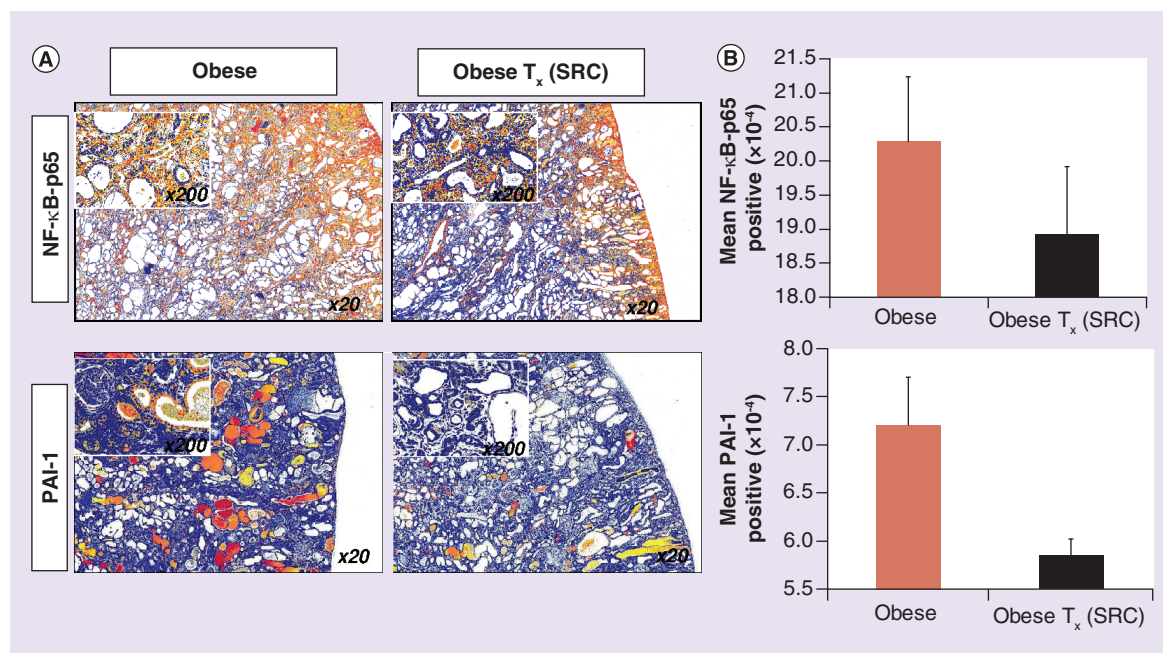 A
Obese
Obese Tx (SRC)
NF-κB-p65
x200
x20
x200
x20
PAI-1
x200
x20
x200
x20
B
Mean NF-κB-p65
positive (×10-4)
21.5
21.0
20.5
20.0
19.5
19.0
18.5
18.0
Obese
Obese Tx (SRC)
Mean PAI-1
positive (×10-4)
8.0
7.5
7.0
6.5
6.0
5.5
Obese
Obese Tx (SRC)